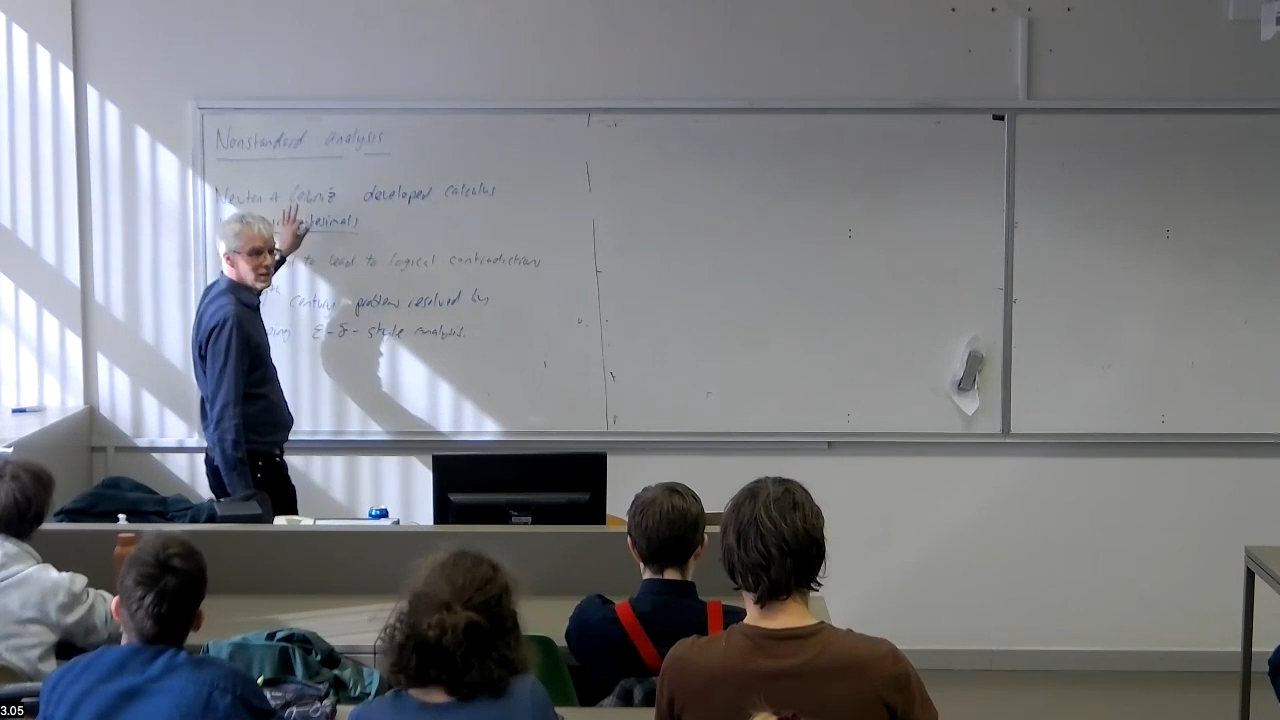 Nonstandard analysis
Newton & Leibniz developed calculus
to lead to logical contradictions
century problem resolved by
ε-δ-style analysis.
3.05